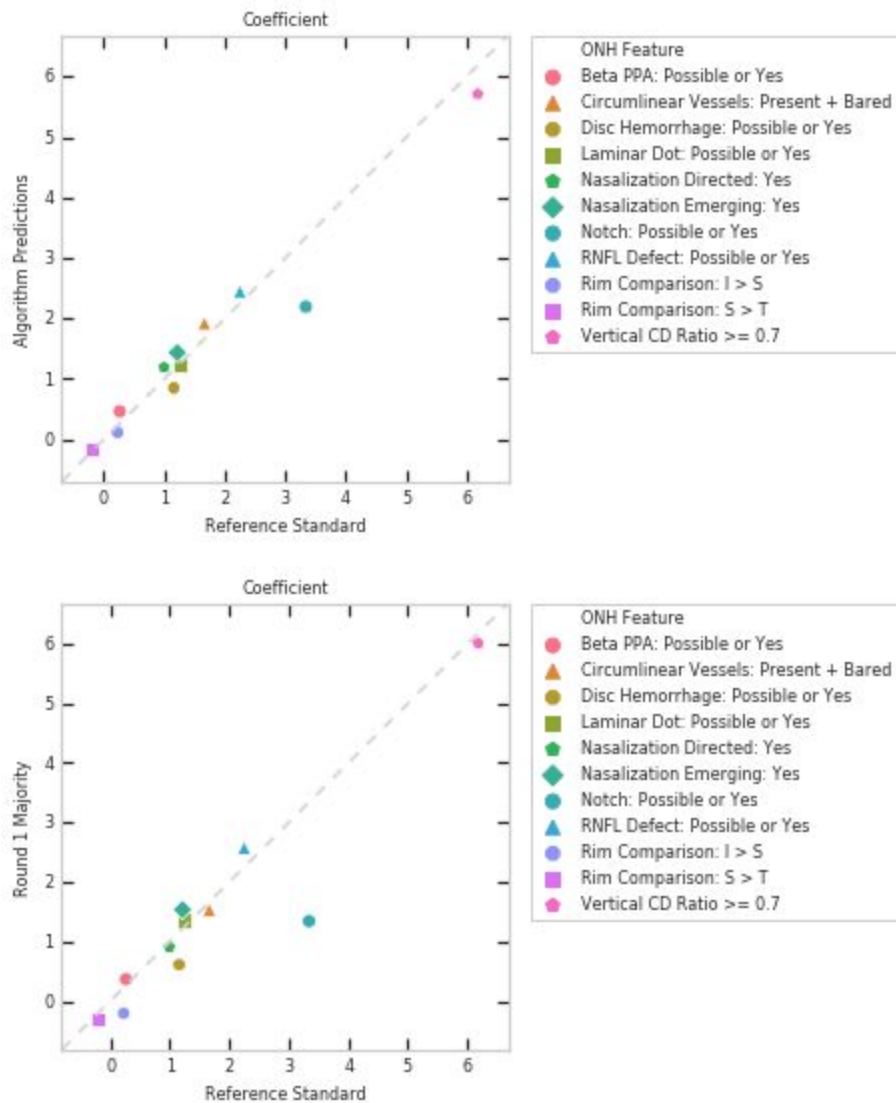 Coefficient
6
5
4
3
2
1
0
Algorithm Predictions
0 1 2 3 4 5 6
Reference Standard
ONH Feature
Beta PPA: Possible or Yes
Circumlinear Vessels: Present + Bared
Disc Hemorrhage: Possible or Yes
Laminar Dot: Possible or Yes
Nasalization Directed: Yes
Nasalization Emerging: Yes
Notch: Possible or Yes
RNFL Defect: Possible or Yes
Rim Comparison: I > S
Rim Comparison: S > T
Vertical CD Ratio >= 0.7
Coefficient
6
5
4
3
2
1
0
Round 1 Majority
0 1 2 3 4 5 6
Reference Standard
ONH Feature
Beta PPA: Possible or Yes
Circumlinear Vessels: Present + Bared
Disc Hemorrhage: Possible or Yes
Laminar Dot: Possible or Yes
Nasalization Directed: Yes
Nasalization Emerging: Yes
Notch: Possible or Yes
RNFL Defect: Possible or Yes
Rim Comparison: I > S
Rim Comparison: S > T
Vertical CD Ratio >= 0.7